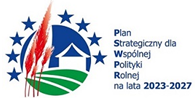 Plan
Strategiczny dla
Wspólnej
Polityki
Rolnej
na lata 2023-2027